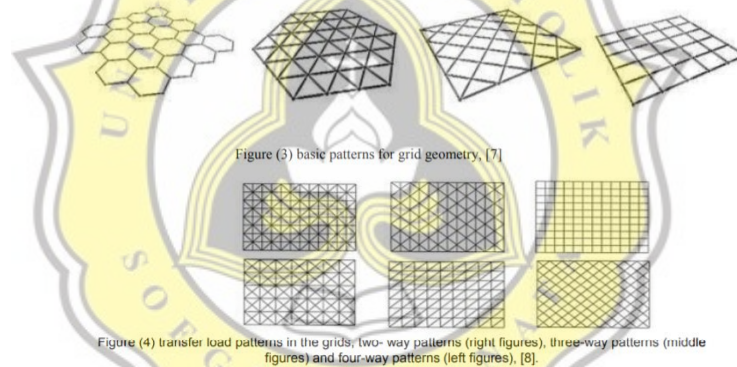 Figure (3) basic patterns for grid geometry, [7]
Figure (4) transfer load patterns in the grids, two- way patterns (right figures), three-way patterns (middle
figures) and four-way patterns (left figures), [8].